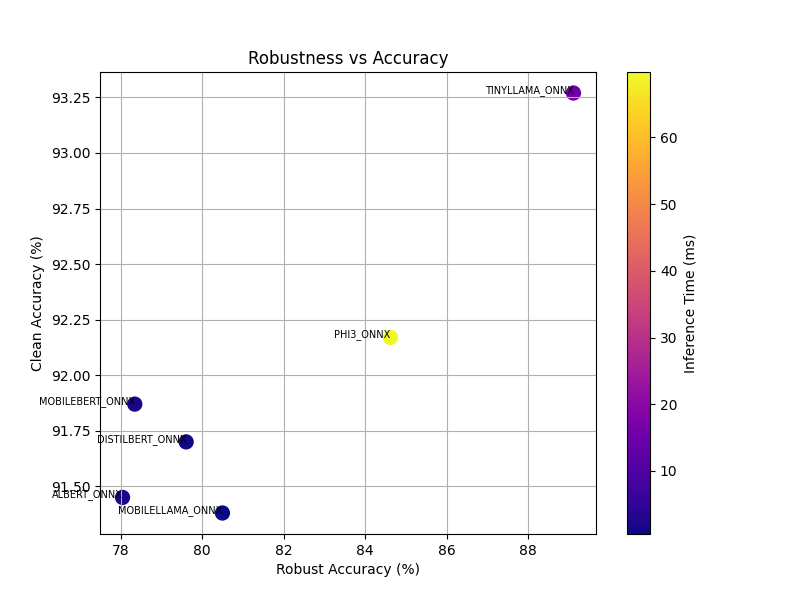 Robustness vs Accuracy
TINYLLAMA_ONNX
PHI3_ONNX
MOBILEBERT_ONNX
DISTILBERT_ONNX
ALBERT_ONNX
MOBILELLAMA_ONNX
93.25
93.00
92.75
92.50
92.25
92.00
91.75
91.50
Clean Accuracy (%)
78 80 82 84 86 88
Robust Accuracy (%)
60
50
40
30
20
10
Inference Time (ms)